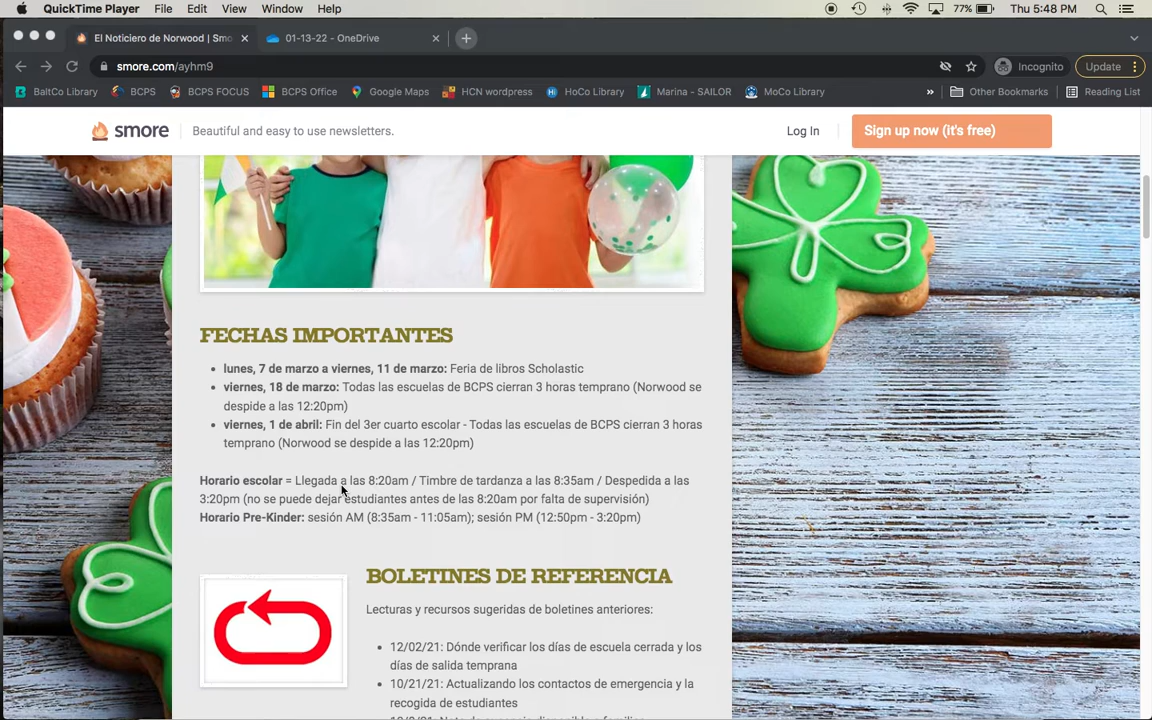 QuickTime Player File Edit View Window Help 77% Thu 5:48 PM
El Noticiero de Norwood | Smo 01-13-22 - OneDrive
smore.com/ayhm9 Incognito Update
BaltCo Library BCPS BCPS FOCUS BCPS Office Google Maps HCN wordpress HoCo Library Marina - SAILOR MoCo Library » Other Bookmarks Reading List
smore Beautiful and easy to use newsletters. Log In Sign up now (it's free)
FECHAS IMPORTANTES
• lunes, 7 de marzo a viernes, 11 de marzo: Feria de libros Scholastic
• viernes, 18 de marzo: Todas las escuelas de BCPS cierran 3 horas temprano (Norwood se
despide a las 12:20pm)
• viernes, 1 de abril: Fin del 3er cuarto escolar - Todas las escuelas de BCPS cierran 3 horas
temprano (Norwood se despide a las 12:20pm)
Horario escolar = Llegada a las 8:20am / Timbre de tardanza a las 8:35am / Despedida a las
3:20pm (no se puede dejar estudiantes antes de las 8:20am por falta de supervisión)
Horario Pre-Kinder: sesión AM (8:35am - 11:05am); sesión PM (12:50pm - 3:20pm)
BOLETINES DE REFERENCIA
Lecturas y recursos sugeridas de boletines anteriores:
• 12/02/21: Dónde verificar los días de escuela cerrada y los
días de salida temprana
• 10/21/21: Actualizando los contactos de emergencia y la
recogida de estudiantes